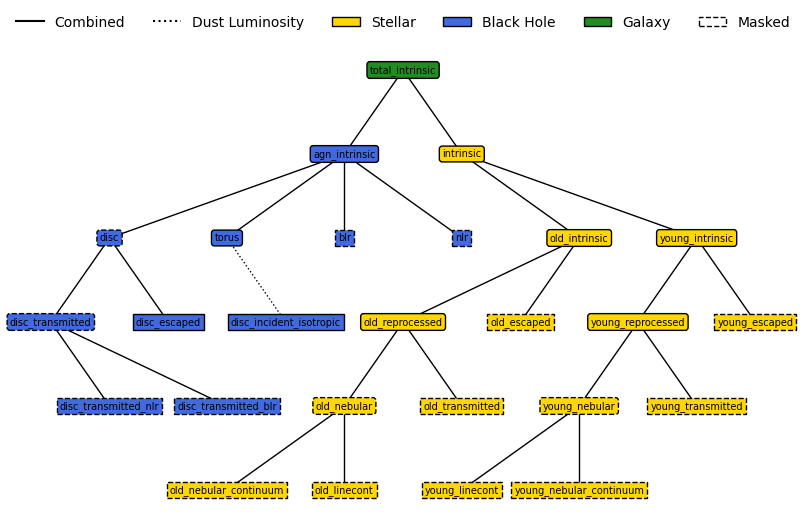 Combined Dust Luminosity Stellar Black Hole Galaxy Masked
total_intrinsic
agn_intrinsic intrinsic
disc torus blr nlr old_intrinsic young_intrinsic
disc_transmitted disc_escaped disc_incident_isotropic old_reprocessed old_escaped young_reprocessed young_escaped
disc_transmitted_nlr disc_transmitted_blr old_nebular old_transmitted young_nebular young_transmitted
old_nebular_continuum old_linecont young_linecont young_nebular_continuum